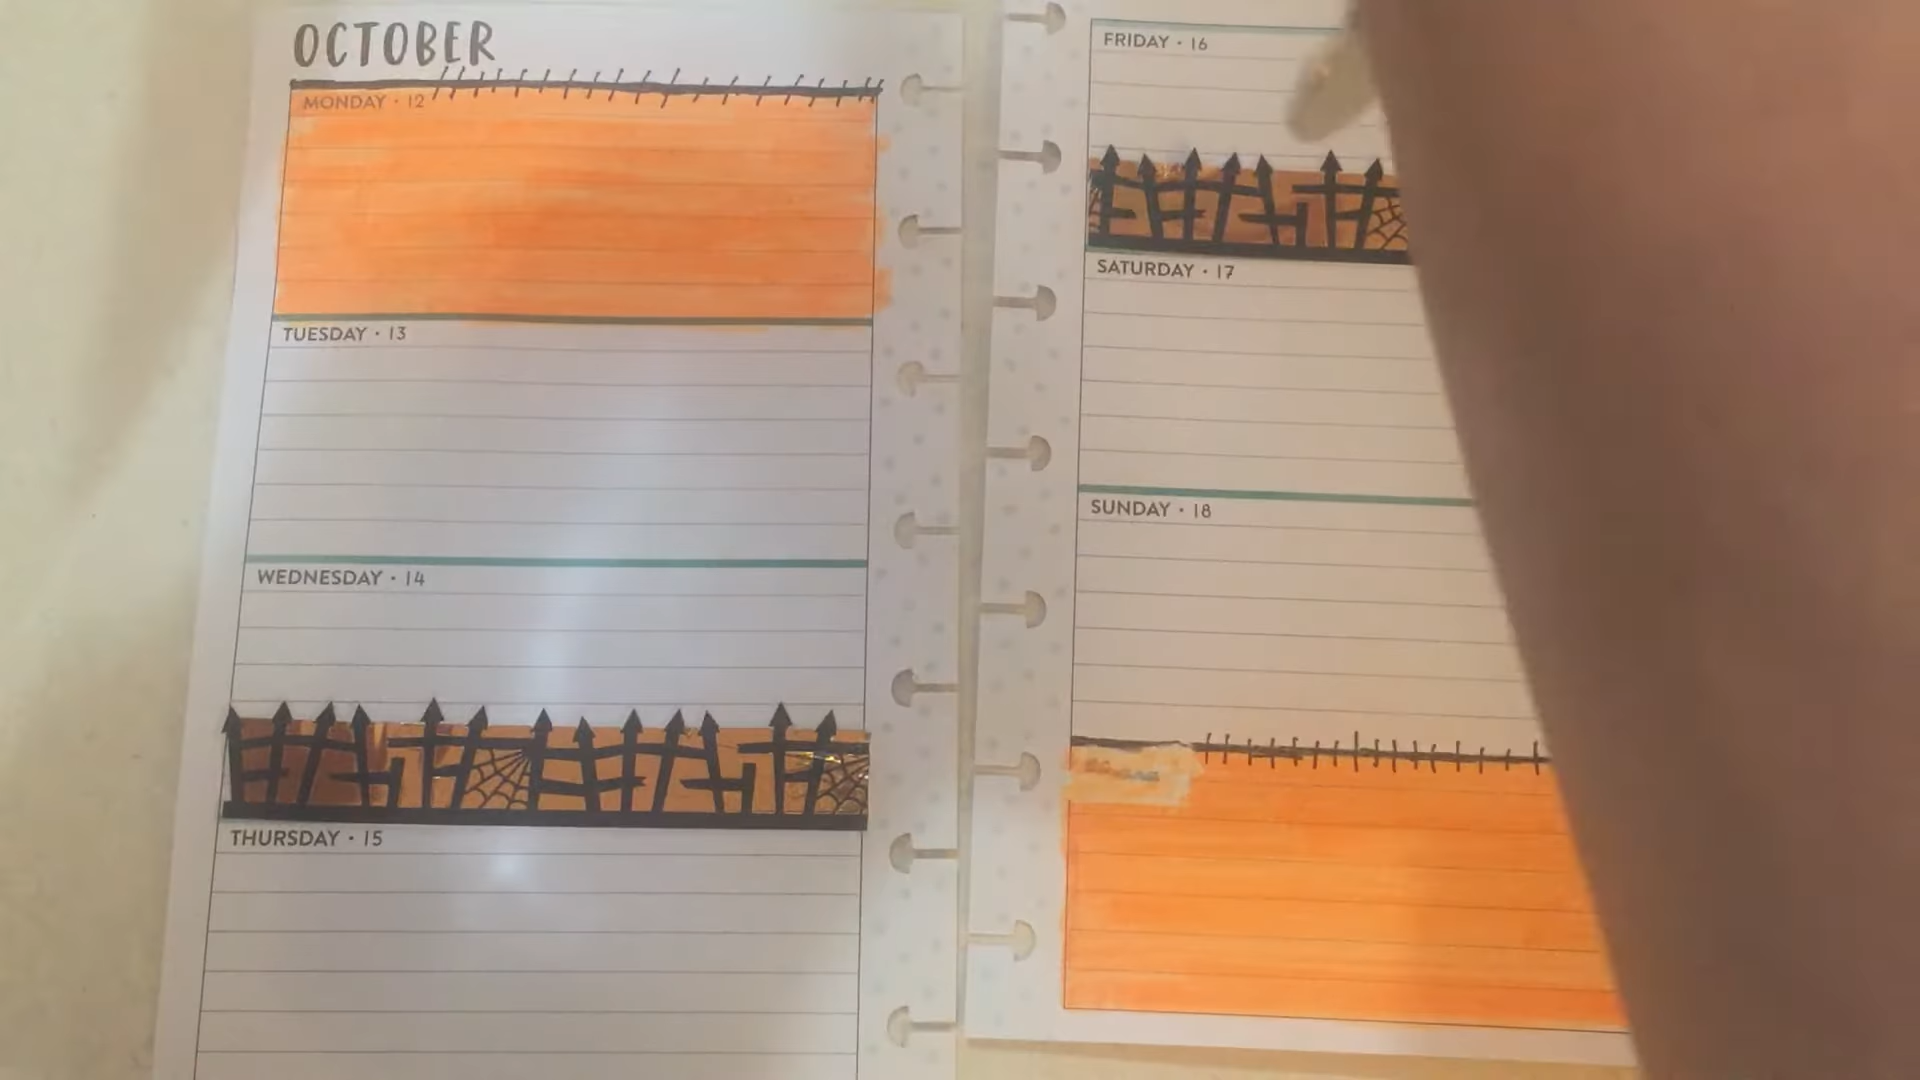 OCTOBER
MONDAY · 12
TUESDAY · 13
WEDNESDAY · 14
THURSDAY · 15
FRIDAY · 16
SATURDAY · 17
SUNDAY · 18